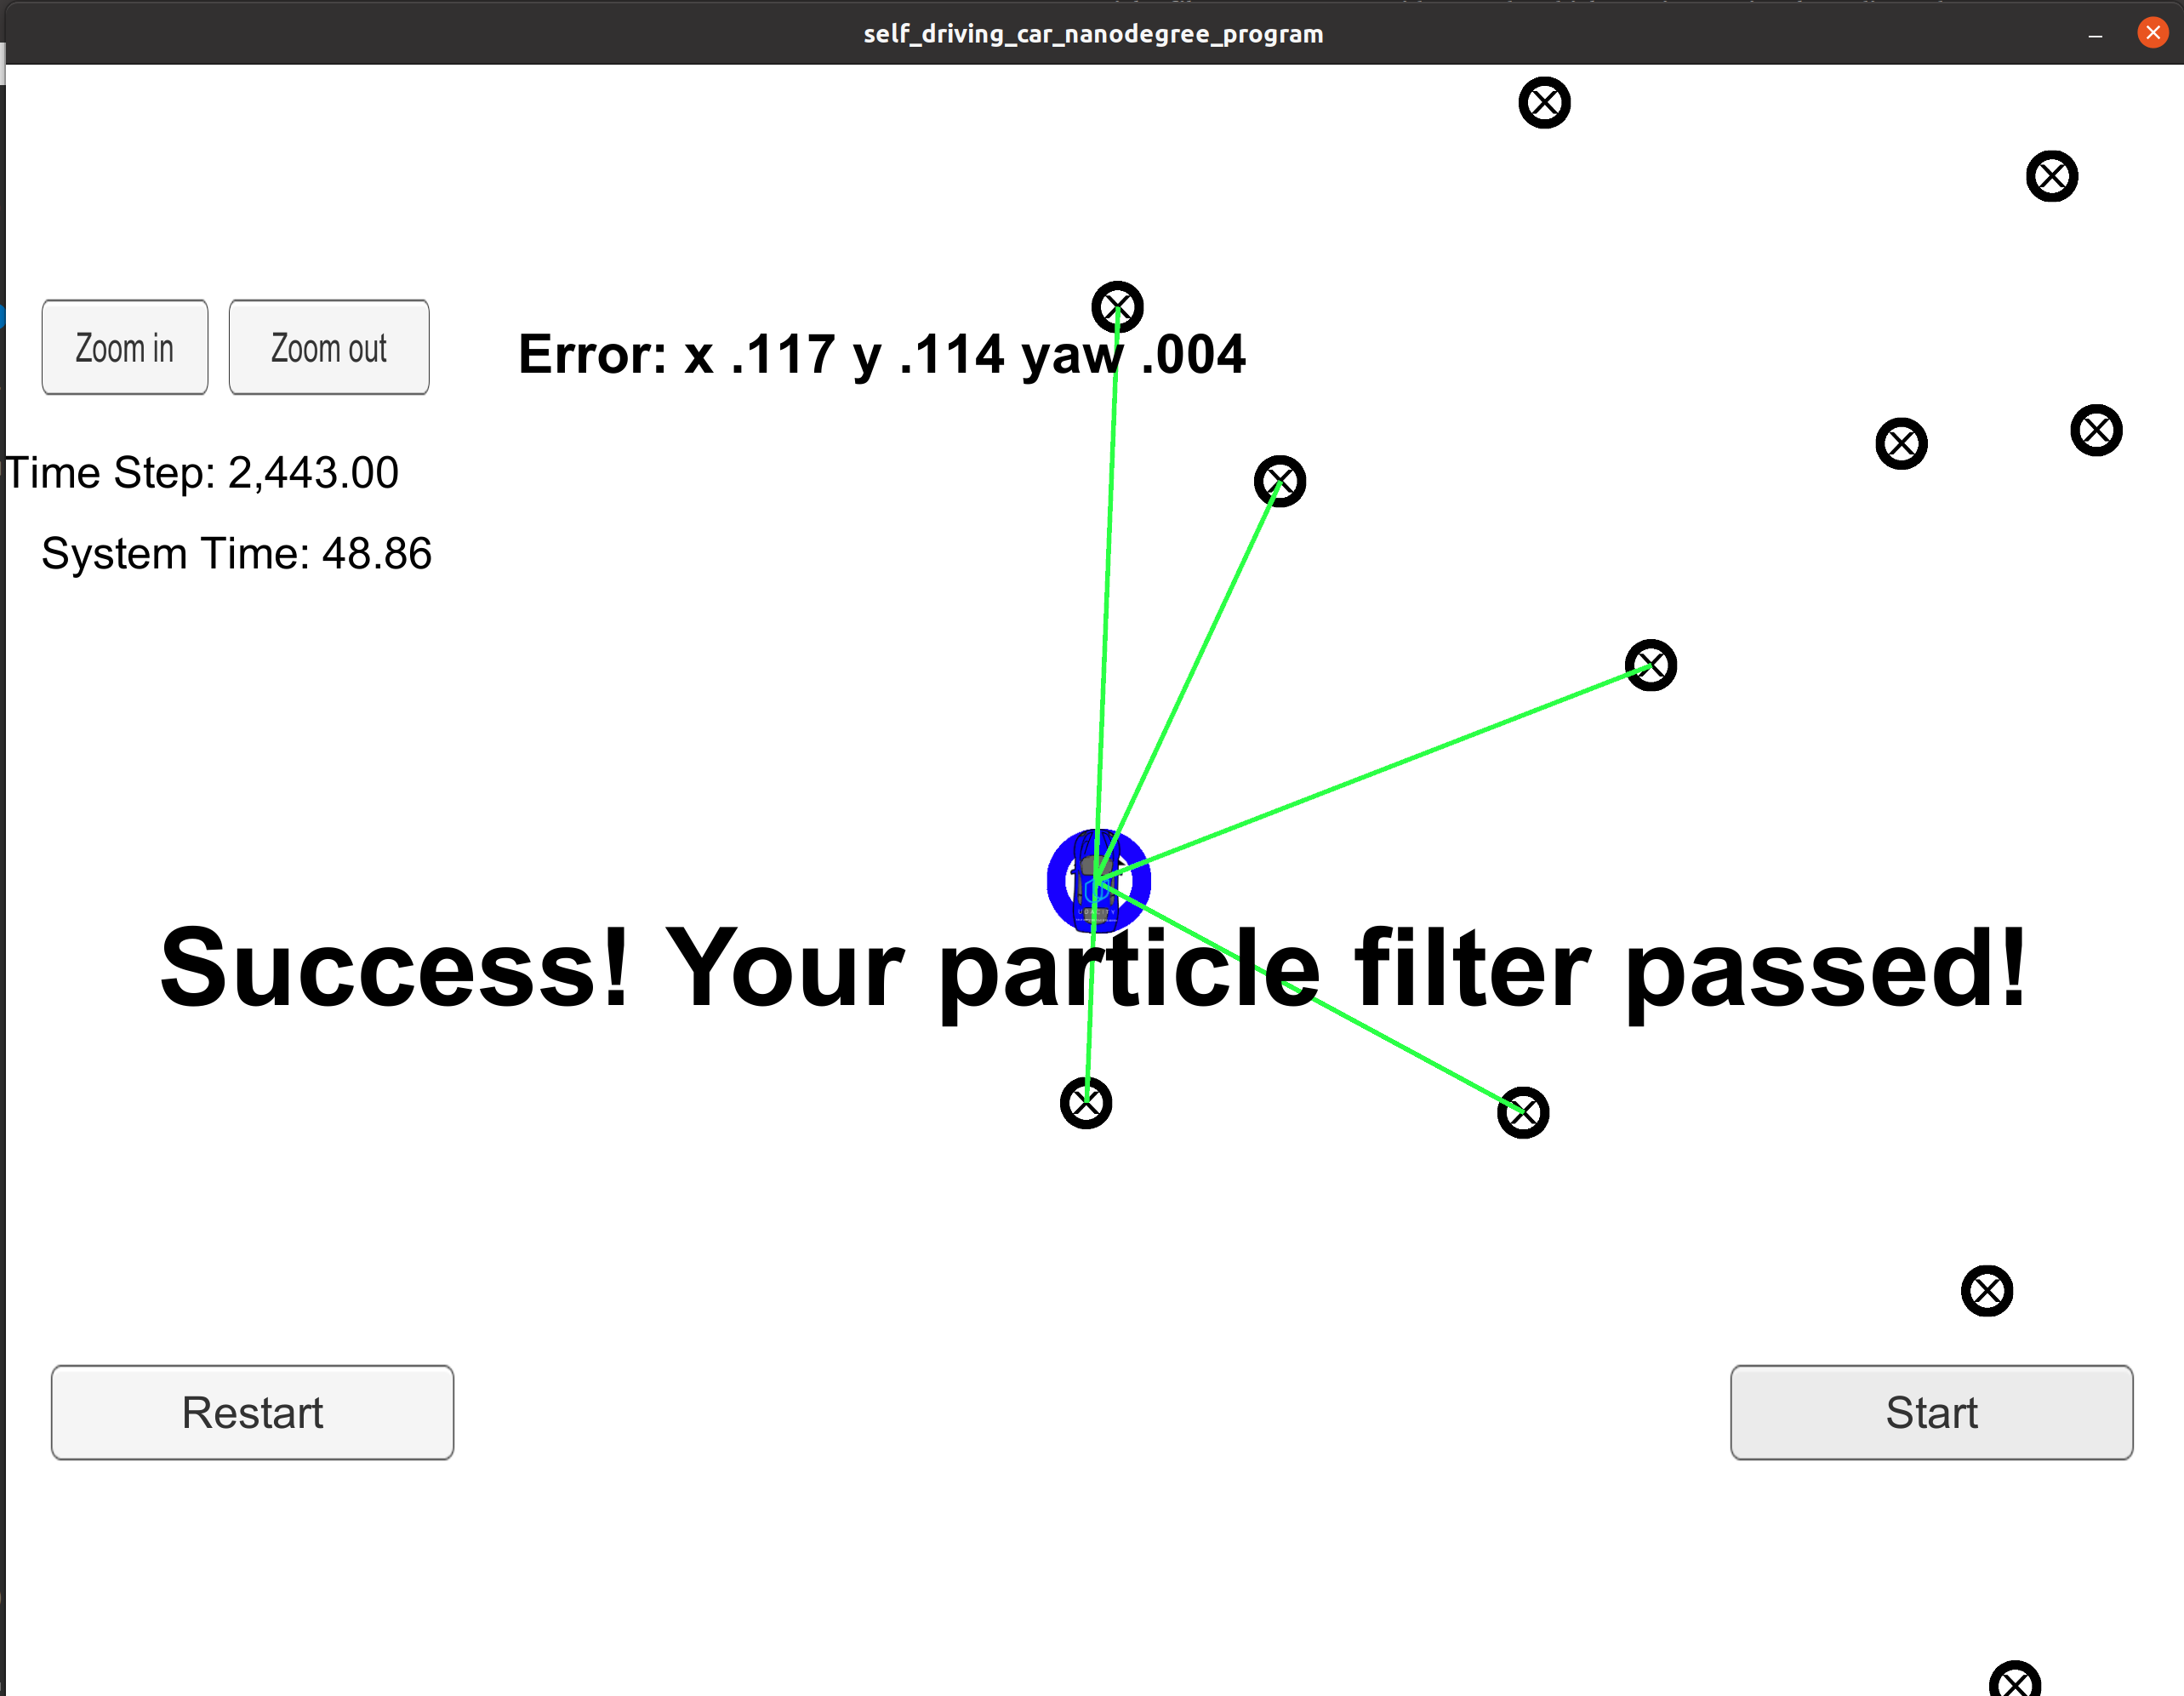 self_driving_car_nanodegree_program
Zoom in
Zoom out
Error: x .117 y .114 yaw .004
Time Step: 2,443.00
System Time: 48.86
UDACITY
Success! Your particle filter passed!
Restart
Start